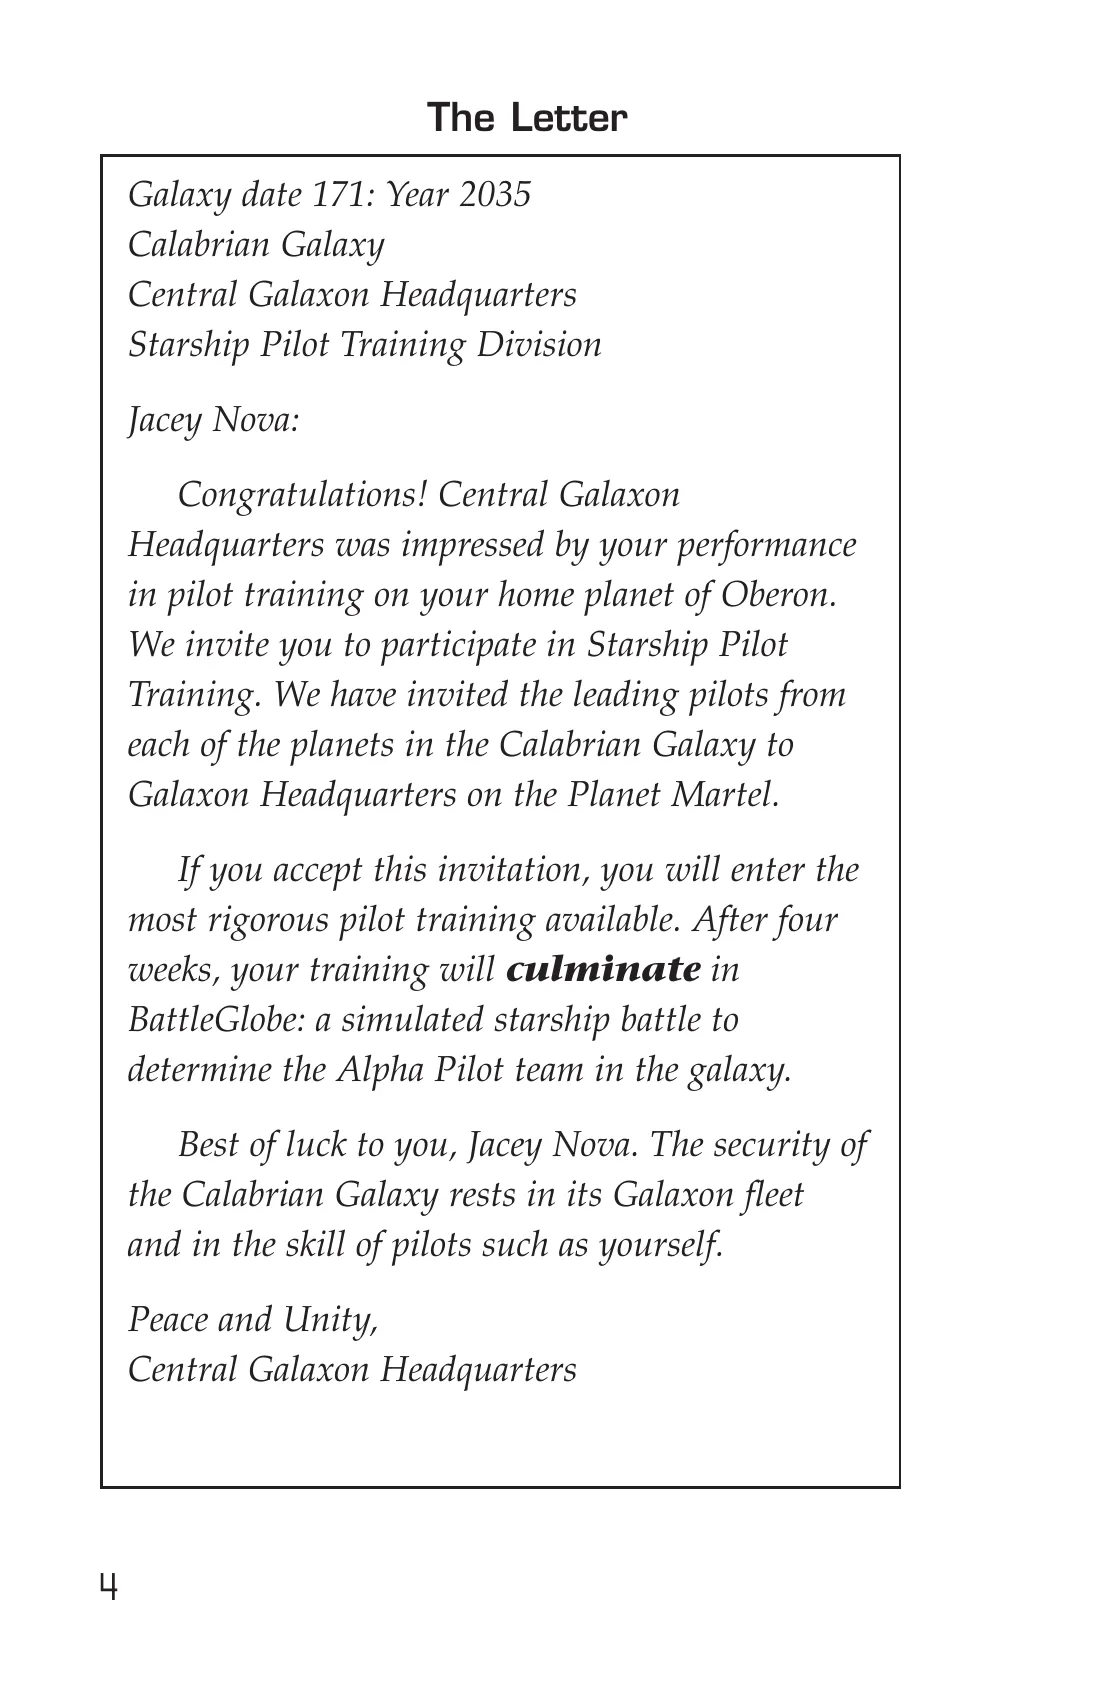 The Letter
Galaxy date 171: Year 2035
Calabrian Galaxy
Central Galaxon Headquarters
Starship Pilot Training Division
Jacey Nova:
Congratulations! Central Galaxon
Headquarters was impressed by your performance
in pilot training on your home planet of Oberon.
We invite you to participate in Starship Pilot
Training. We have invited the leading pilots from
each of the planets in the Calabrian Galaxy to
Galaxon Headquarters on the Planet Martel.
If you accept this invitation, you will enter the
most rigorous pilot training available. After four
weeks, your training will culminate in
BattleGlobe: a simulated starship battle to
determine the Alpha Pilot team in the galaxy.
Best of luck to you, Jacey Nova. The security of
the Calabrian Galaxy rests in its Galaxon fleet
and in the skill of pilots such as yourself.
Peace and Unity,
Central Galaxon Headquarters
4